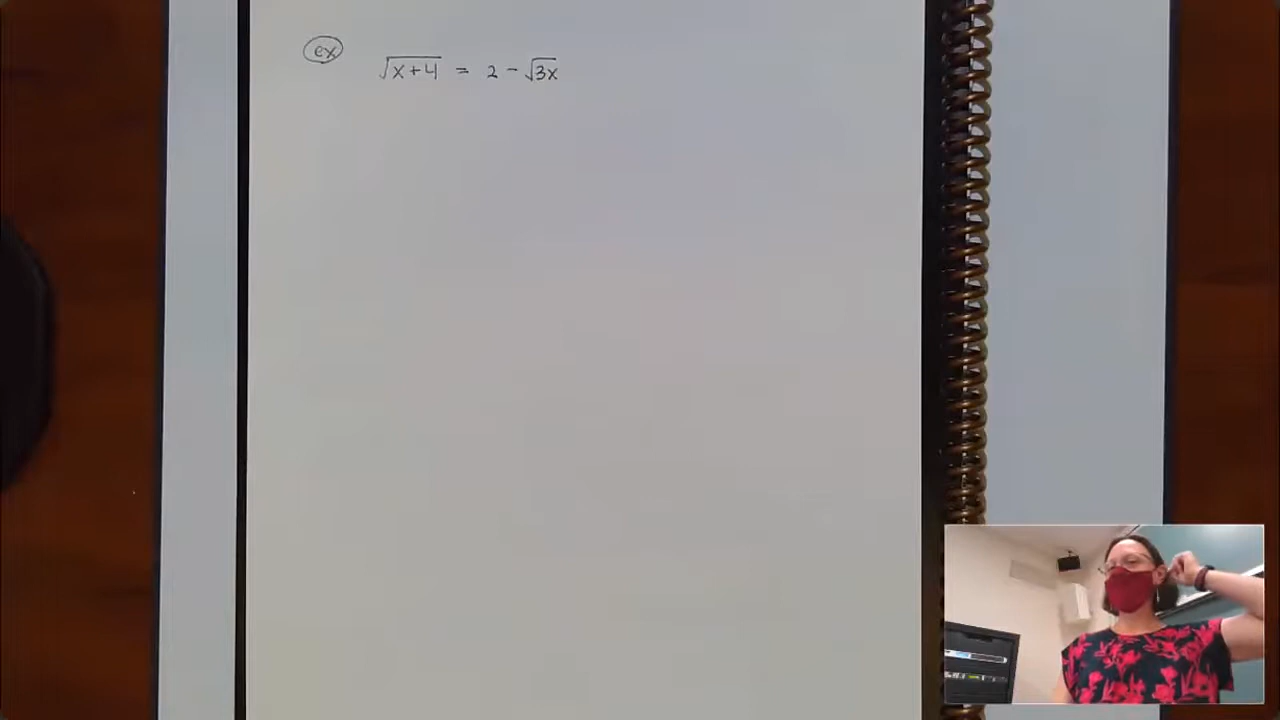 ex √(x+4) = 2 - √(3x)